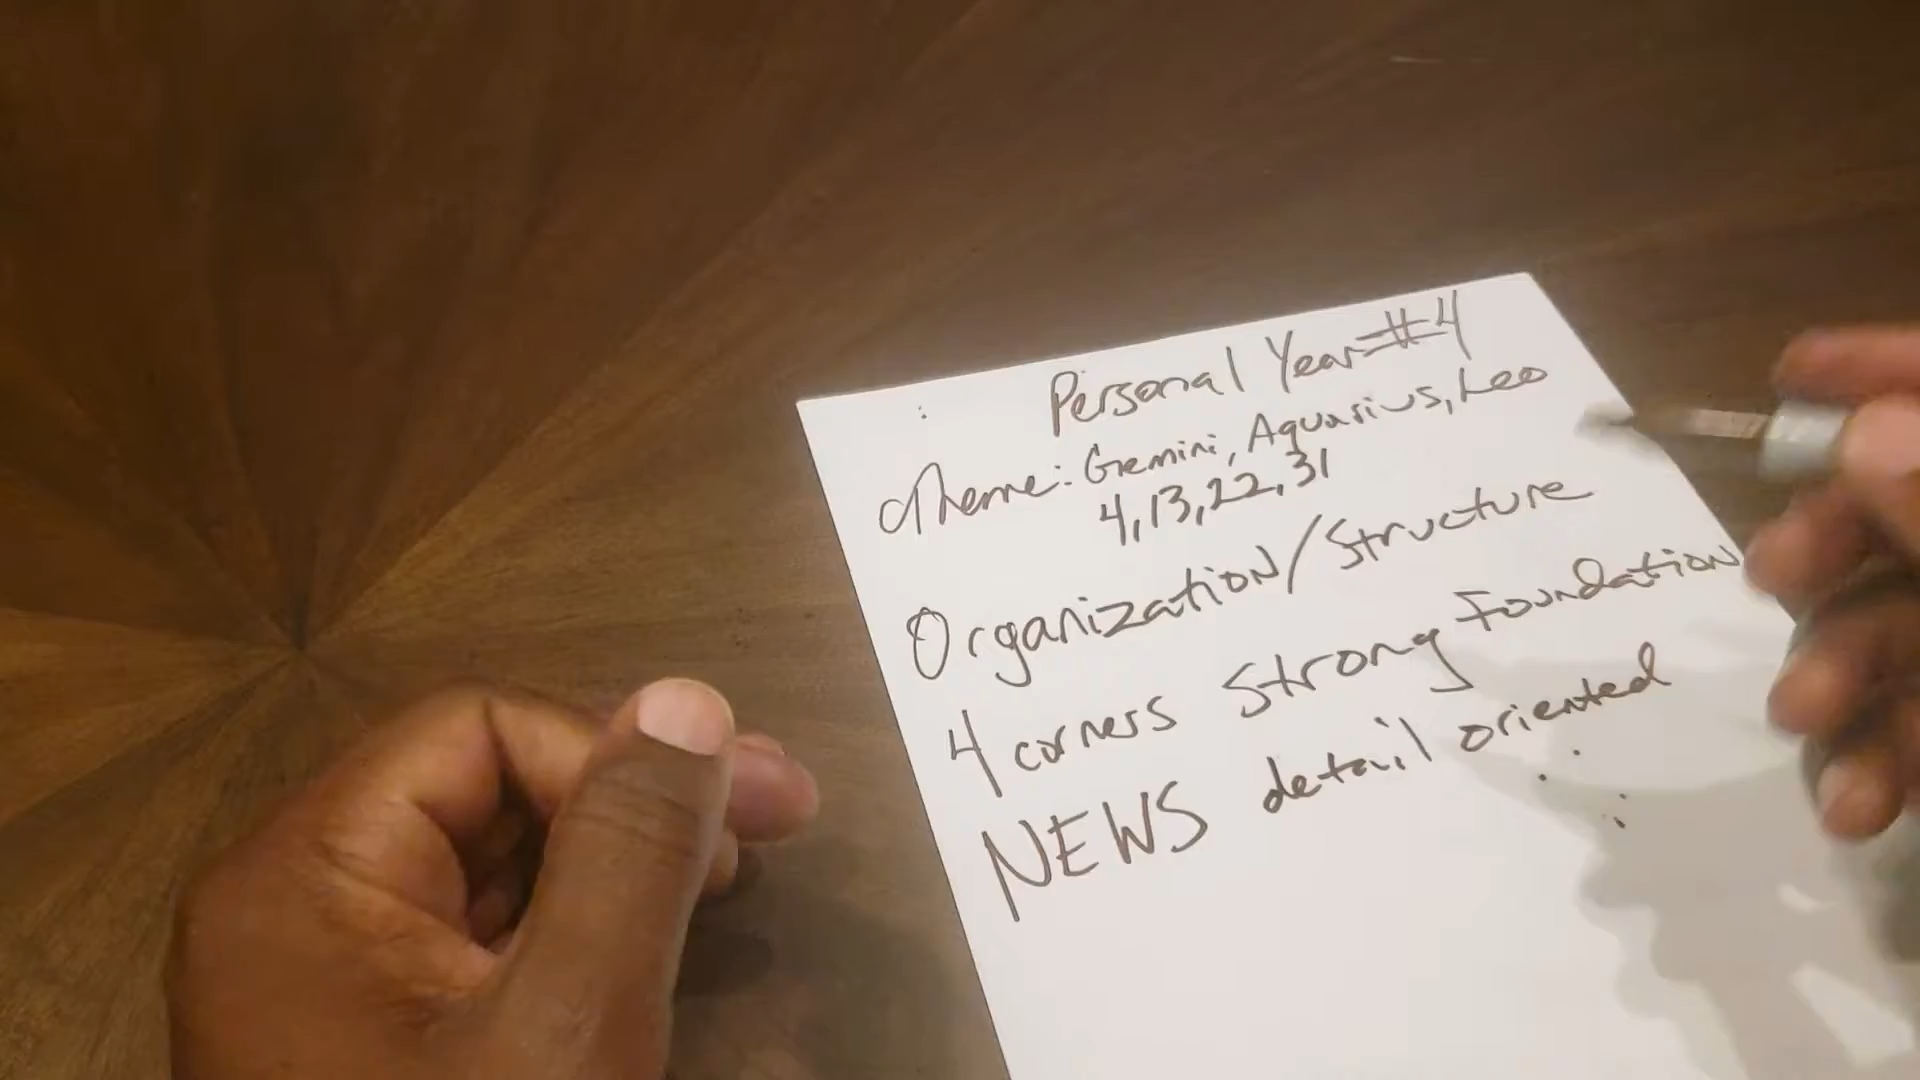 Personal Year #4
Theme: Gemini, Aquarius, Leo
4, 13, 22, 31
Organization/Structure
4 corners Strong Foundation
NEWS detail oriented